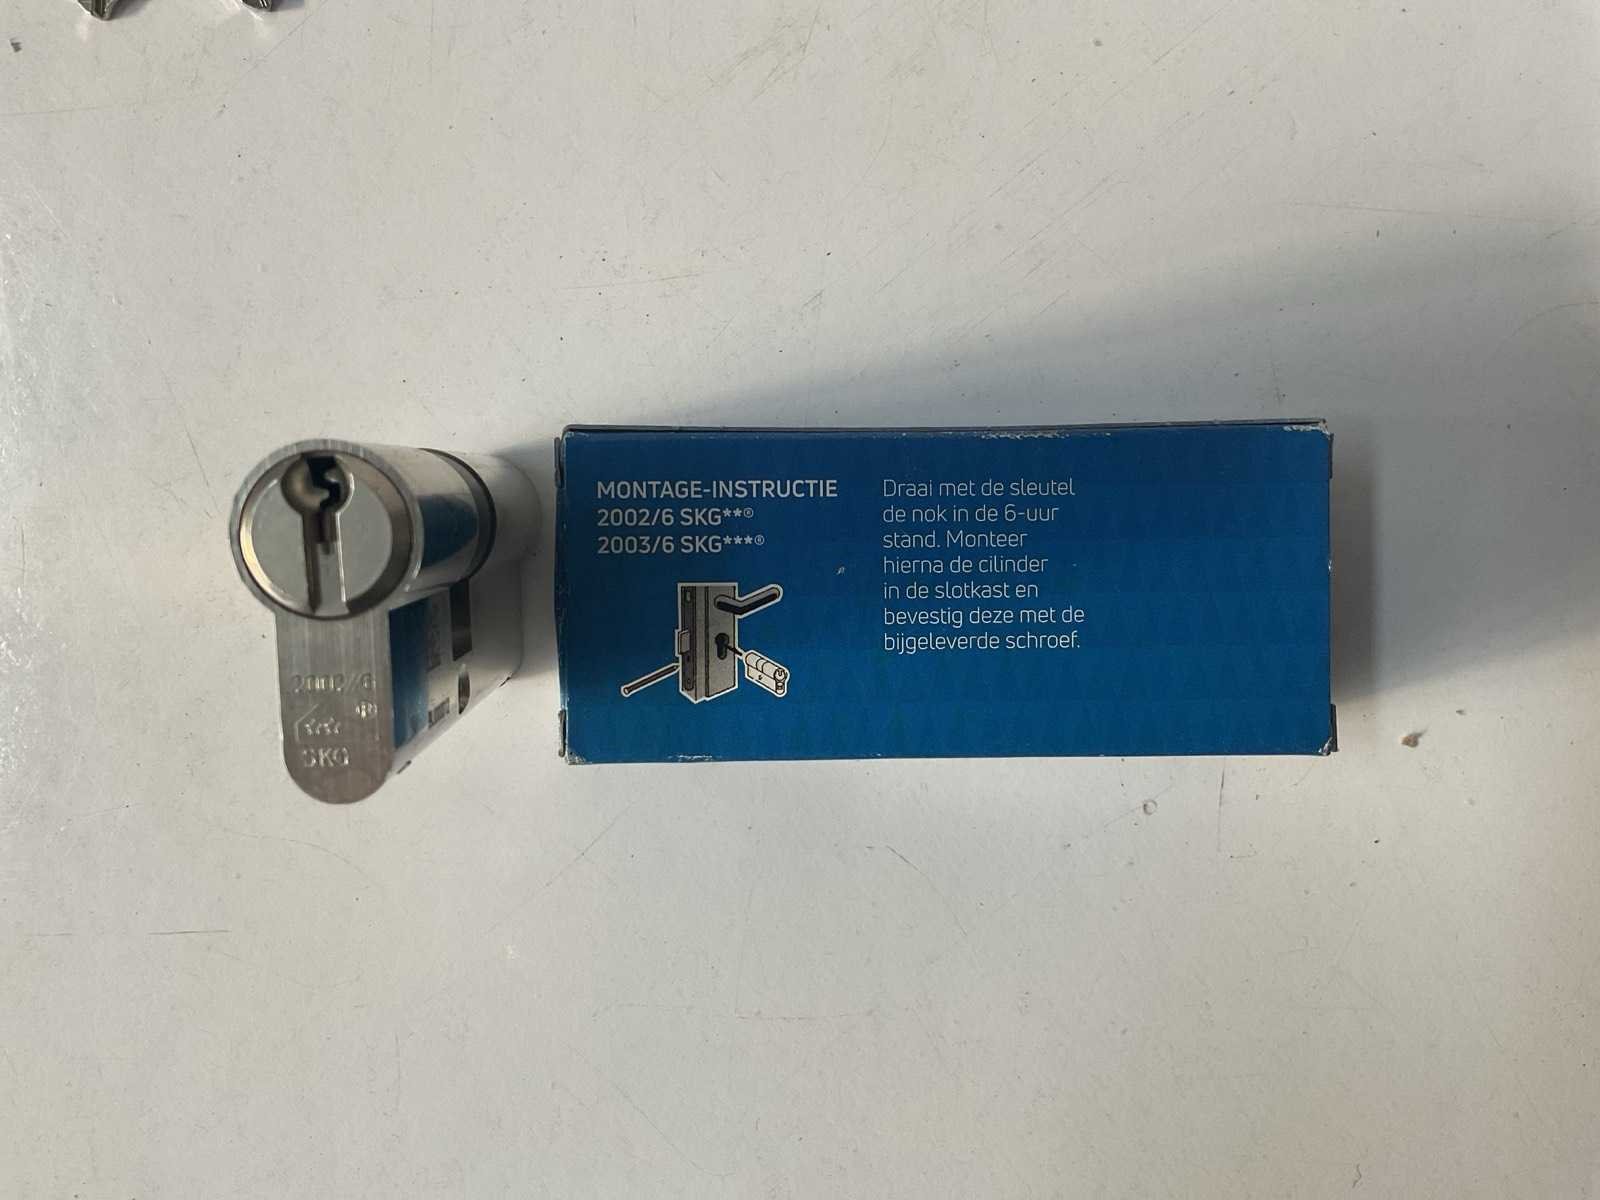 MONTAGE-INSTRUCTIE
2002/6 SKG**®
2003/6 SKG***®
Draai met de sleutel
de nok in de 6-uur
stand. Monteer
hierna de cilinder
in de slotkast en
bevestig deze met de
bijgeleverde schroef.
2002/6
®
SKG